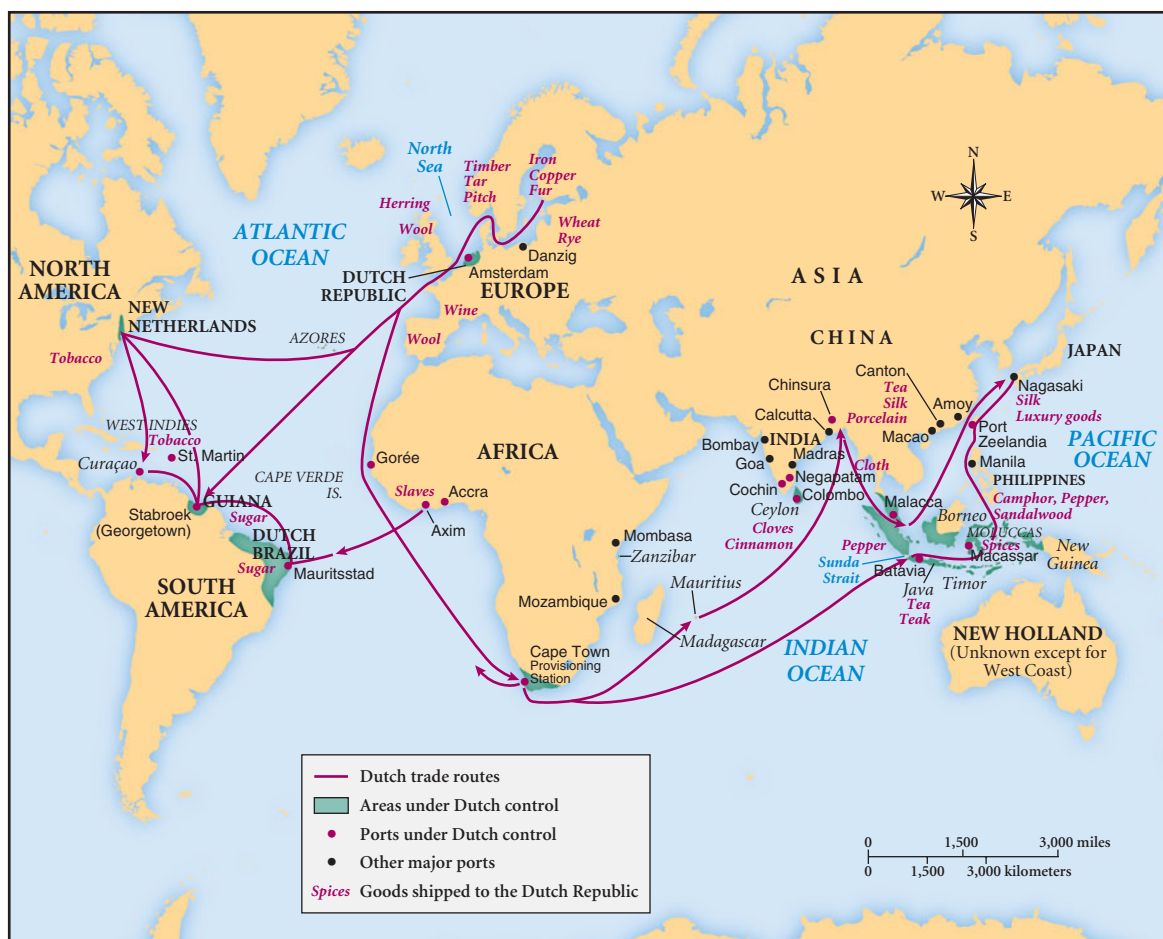 North
Sea
Timber
Tar
Pitch
Iron
Copper
Fur
Herring
Wool
Wheat
Rye
ATLANTIC
OCEAN
Danzig
Amsterdam
DUTCH
REPUBLIC
EUROPE
NORTH
AMERICA
NEW
NETHERLANDS
Wine
Wool
AZORES
Tobacco
N
W
E
S
ASIA
CHINA
JAPAN
Canton
Tea
Silk
Porcelain
Chinsura
Amoy
Nagasaki
Silk
Luxury goods
Calcutta
Macao
Port
Zeelandia
PACIFIC
OCEAN
Bombay
INDIA
Goa
Madras
Manila
Cloth
Negapatam
Cochin
Colombo
PHILIPPINES
Camphor, Pepper,
Sandalwood
Ceylon
Cloves
Cinnamon
Malacca
Borneo
MOLUCCAS
Spices
New
Guinea
Pepper
Macassar
Sunda
Strait
Batavia
Java
Timor
Tea
Teak
WEST INDIES
Tobacco
St. Martin
Curaçao
CAPE VERDE
IS.
Gorée
AFRICA
Slaves
Accra
Axim
GUIANA
Stabroek
(Georgetown)
Sugar
DUTCH
BRAZIL
Sugar
Mauritsstad
SOUTH
AMERICA
Mombasa
Zanzibar
Mauritius
Mozambique
Madagascar
Cape Town
Provisioning
Station
INDIAN
OCEAN
NEW HOLLAND
(Unknown except for
West Coast)
Dutch trade routes
Areas under Dutch control
Ports under Dutch control
Other major ports
Spices Goods shipped to the Dutch Republic
0 1,500 3,000 miles
0 1,500 3,000 kilometers